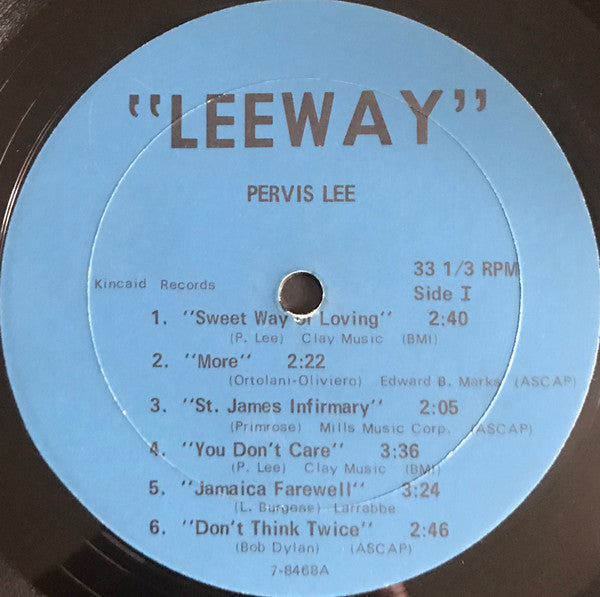 "LEEWAY"
PERVIS LEE
Kincaid Records
33 1/3 RPM
Side I
1. "Sweet Way of Loving" 2:40
(P. Lee) Clay Music (BMI)
2. "More" 2:22
(Ortolani-Oliviero) Edward B. Marks (ASCAP)
3. "St. James Infirmary" 2:05
(Primrose) Mills Music Corp. (ASCAP)
4. "You Don't Care" 3:36
(P. Lee) Clay Music (BMI)
5. "Jamaica Farewell" 3:24
(L. Burgese) Larrabbe
6. "Don't Think Twice" 2:46
(Bob Dylan) (ASCAP)
7-8468A